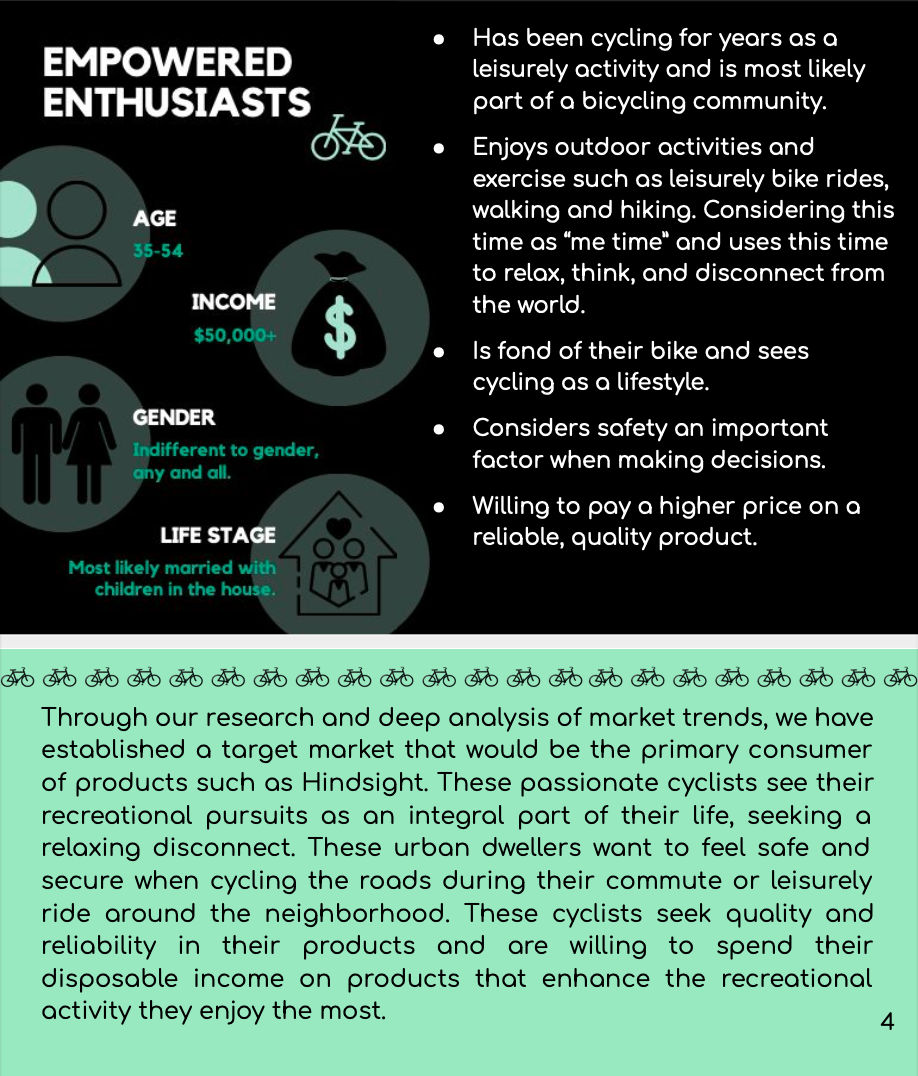 EMPOWERED
ENTHUSIASTS
AGE
35-54
INCOME
$50,000+
$
GENDER
Indifferent to gender,
any and all.
LIFE STAGE
Most likely married with
children in the house.
● Has been cycling for years as a
leisurely activity and is most likely
part of a bicycling community.
● Enjoys outdoor activities and
exercise such as leisurely bike rides,
walking and hiking. Considering this
time as “me time” and uses this time
to relax, think, and disconnect from
the world.
● Is fond of their bike and sees
cycling as a lifestyle.
● Considers safety an important
factor when making decisions.
● Willing to pay a higher price on a
reliable, quality product.
Through our research and deep analysis of market trends, we have
established a target market that would be the primary consumer
of products such as Hindsight. These passionate cyclists see their
recreational pursuits as an integral part of their life, seeking a
relaxing disconnect. These urban dwellers want to feel safe and
secure when cycling the roads during their commute or leisurely
ride around the neighborhood. These cyclists seek quality and
reliability in their products and are willing to spend their
disposable income on products that enhance the recreational
activity they enjoy the most.
4